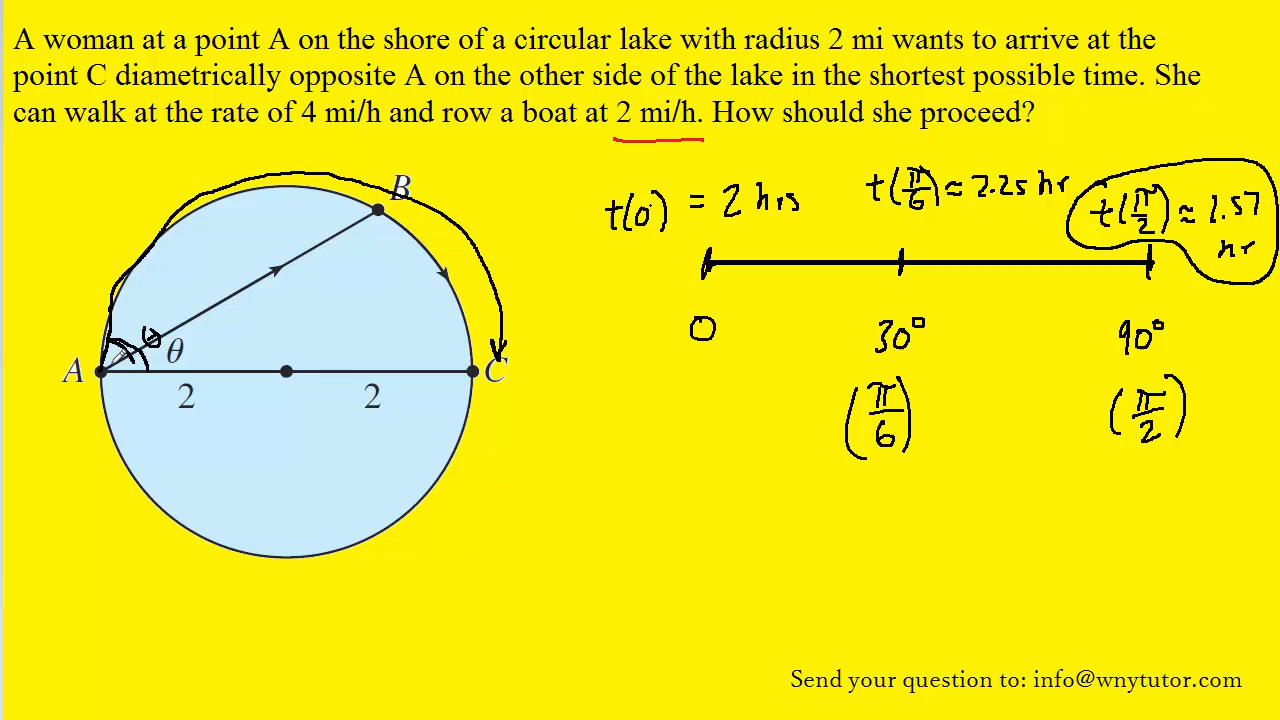 A woman at a point A on the shore of a circular lake with radius 2 mi wants to arrive at the
point C diametrically opposite A on the other side of the lake in the shortest possible time. She
can walk at the rate of 4 mi/h and row a boat at 2 mi/h. How should she proceed?
t(0) = 2 hrs
t(π/6) ≈ 2.25 hr
t(π/2) ≈ 1.57
hr
B
θ
A
C
2
2
0
30°
90°
(π/6)
(π/2)
Send your question to: info@wnytutor.com